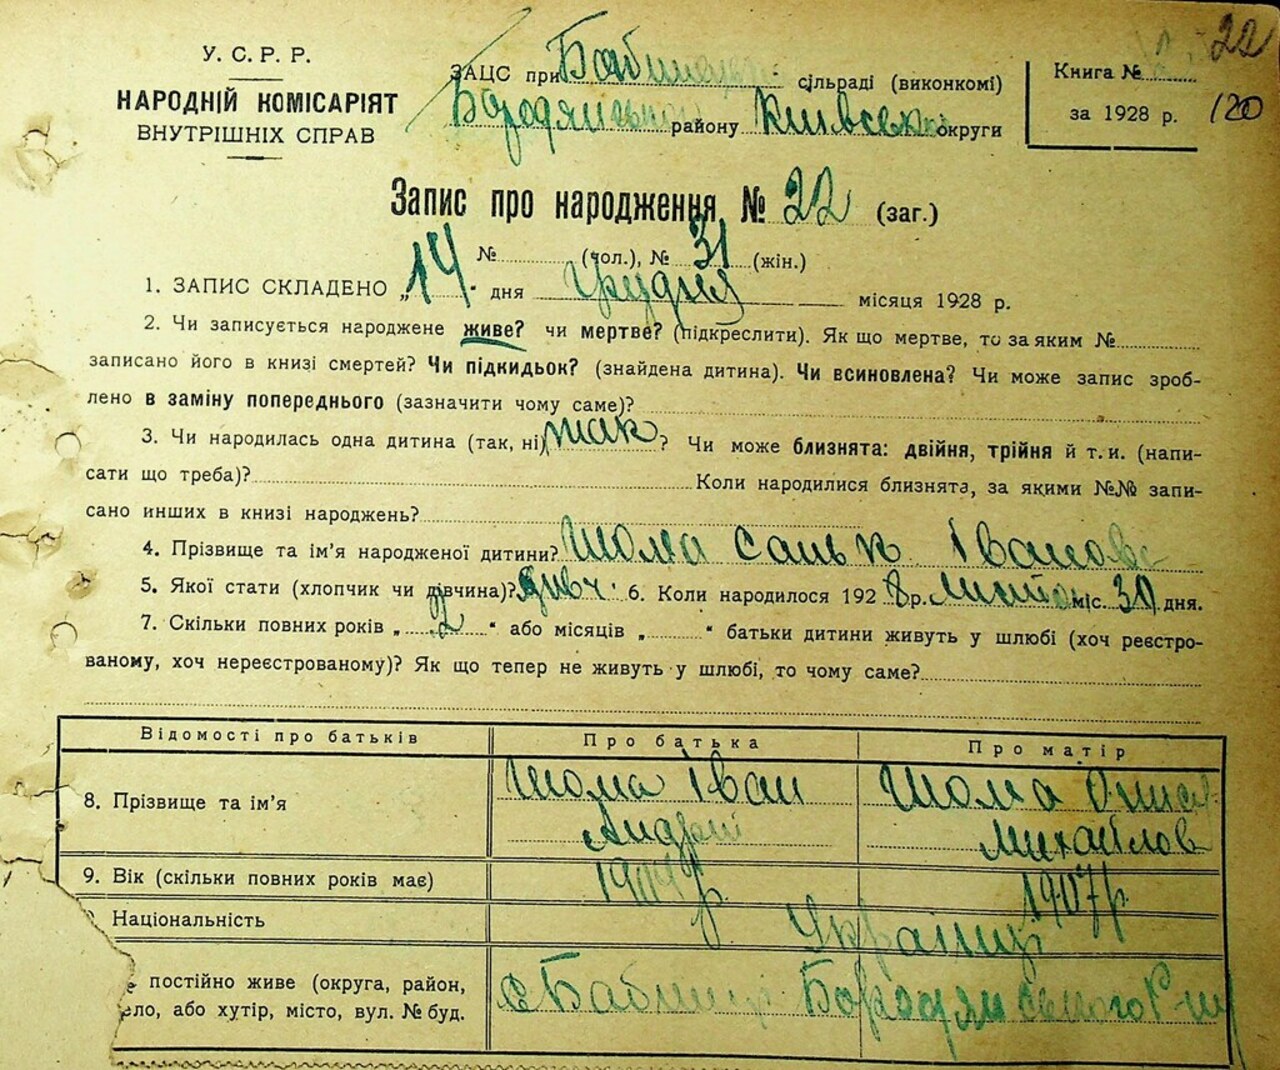 У. С. Р. Р.
НАРОДНІЙ КОМІСАРІЯТ
ВНУТРІШНІХ СПРАВ
ЗАЦС при сільраді (виконкомі)
району округи
Книга №
за 1928 р.
22
120
Запис про народження № 22 (заг.)
№ (чол.), № 31 (жін.)
1. ЗАПИС СКЛАДЕНО „14“ дня Грудня місяця 1928 р.
2. Чи записується народжене живе? чи мертве? (підкреслити). Як що мертве, то за яким №
записано його в книзі смертей? Чи підкидьок? (знайдена дитина). Чи всиновлена? Чи може запис зроб-
лено в заміну попереднього (зазначити чому саме)?
3. Чи народилась одна дитина (так, ні) так? Чи може близнята: двійня, трійня й т. и. (напи-
сати що треба)? Коли народилися близнята, за якими №№ запи-
сано инших в книзі народжень?
4. Прізвище та ім'я народженої дитини? Шома
5. Якої стати (хлопчик чи дівчина)? дівч. 6. Коли народилося 1928 р. міс. 30 дня.
7. Скільки повних років „2“ або місяців „ “ батьки дитини живуть у шлюбі (хоч реєстро-
ваному, хоч нереєстрованому)? Як що тепер не живуть у шлюбі, то чому саме?
Відомості про батьків Про батька Про матір
8. Прізвище та ім'я Шома Іван Шома
Андрій Михайлов
9. Вік (скільки повних років має) 1907 р.
Національність Українці
постійно живе (округа, район,
ело, або хутір, місто, вул. № буд.